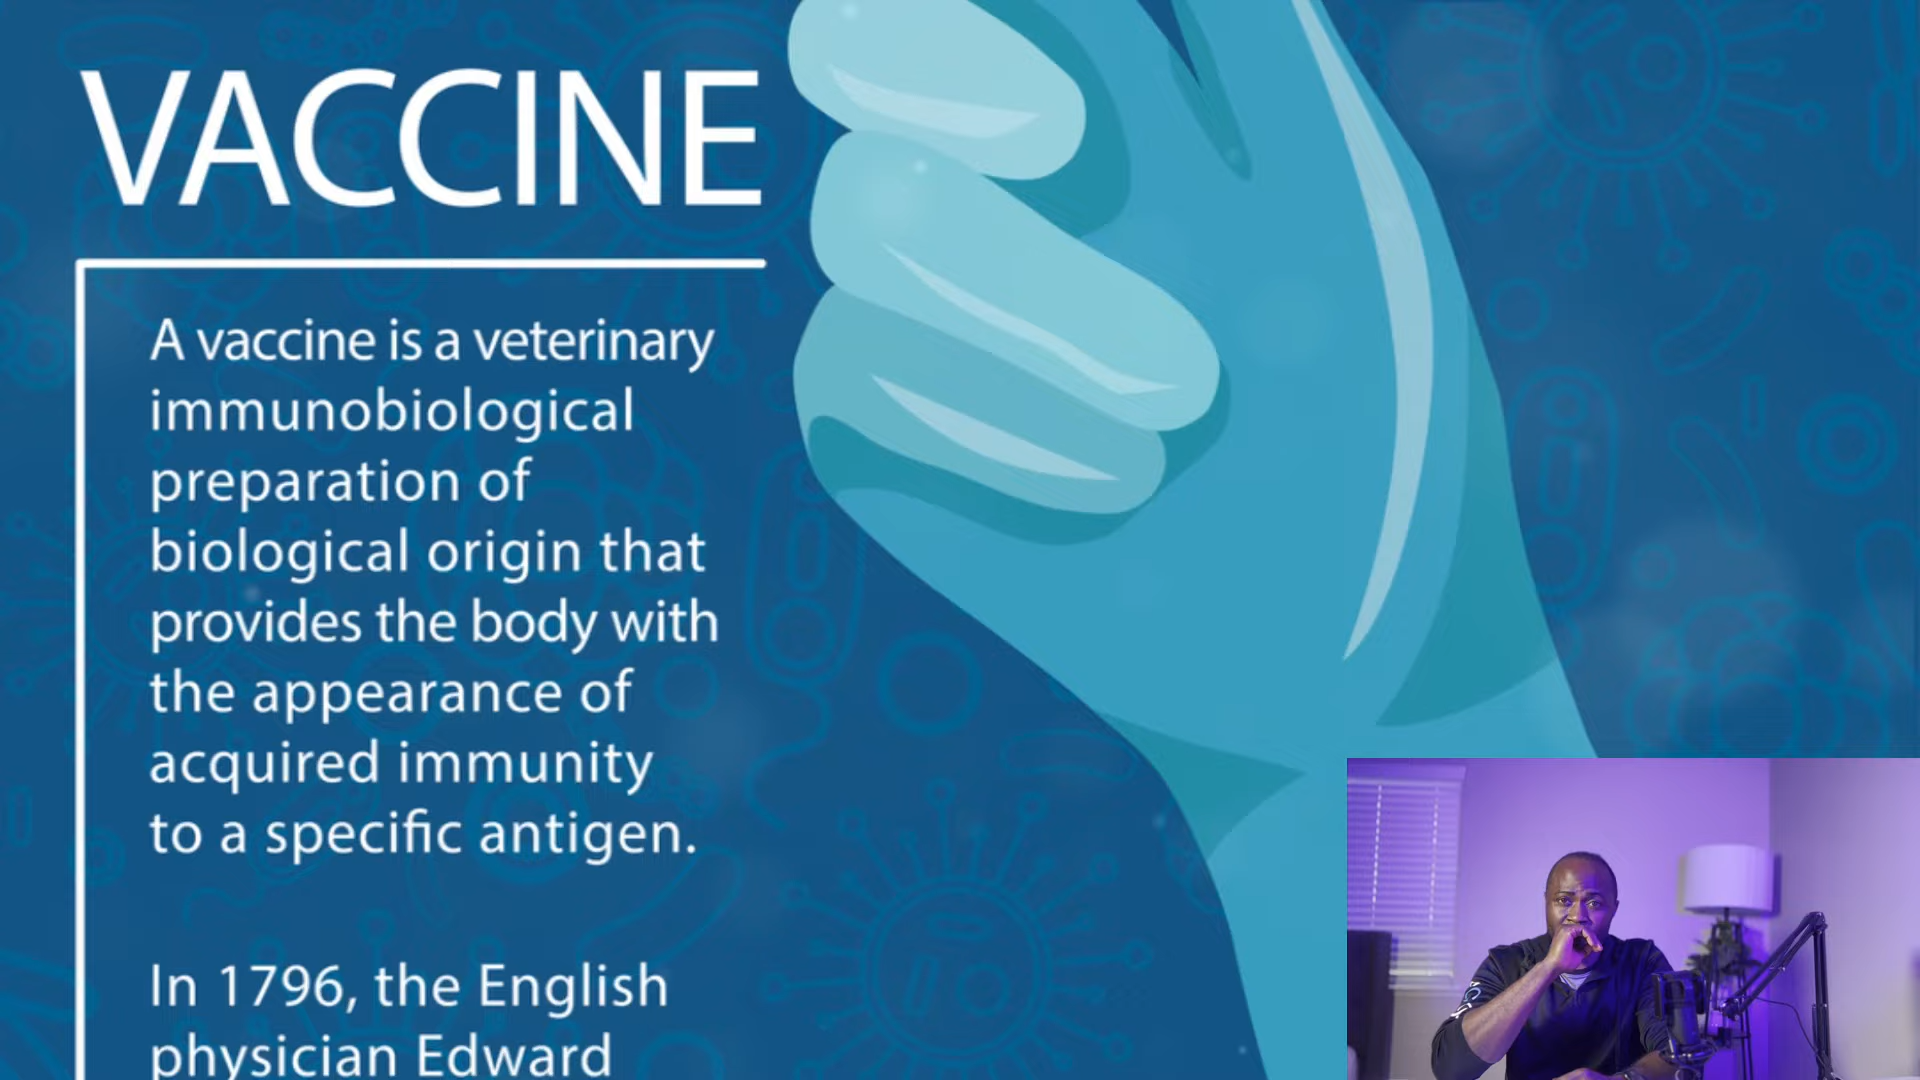 VACCINE
A vaccine is a veterinary
immunobiological
preparation of
biological origin that
provides the body with
the appearance of
acquired immunity
to a specific antigen.
In 1796, the English
physician Edward